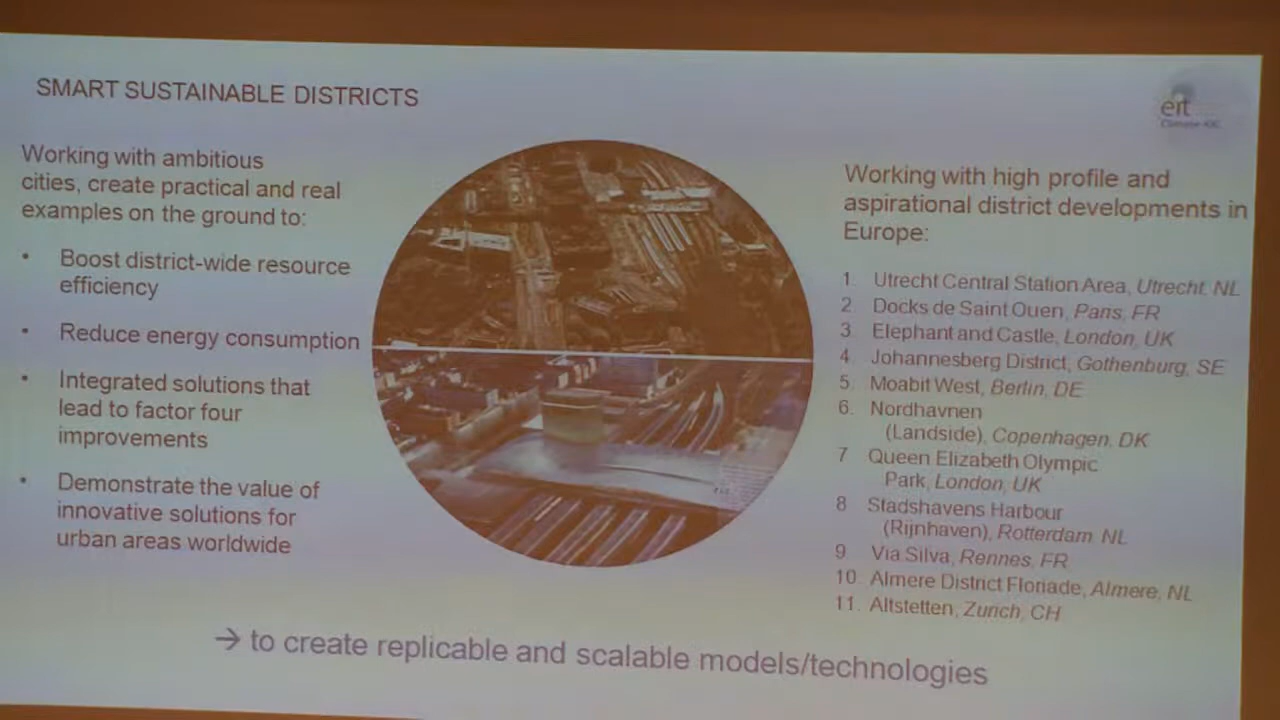 SMART SUSTAINABLE DISTRICTS
eit
Climate-KIC
Working with ambitious
cities, create practical and real
examples on the ground to:
• Boost district-wide resource
efficiency
• Reduce energy consumption
• Integrated solutions that
lead to factor four
improvements
• Demonstrate the value of
innovative solutions for
urban areas worldwide
Working with high profile and
aspirational district developments in
Europe:
1. Utrecht Central Station Area, Utrecht, NL
2. Docks de Saint Ouen, Paris, FR
3. Elephant and Castle, London, UK
4. Johannesberg District, Gothenburg, SE
5. Moabit West, Berlin, DE
6. Nordhavnen
(Landside), Copenhagen, DK
7. Queen Elizabeth Olympic
Park, London, UK
8. Stadshavens Harbour
(Rijnhaven), Rotterdam, NL
9. Via Silva, Rennes, FR
10. Almere District Floriade, Almere, NL
11. Altstetten, Zurich, CH
→ to create replicable and scalable models/technologies